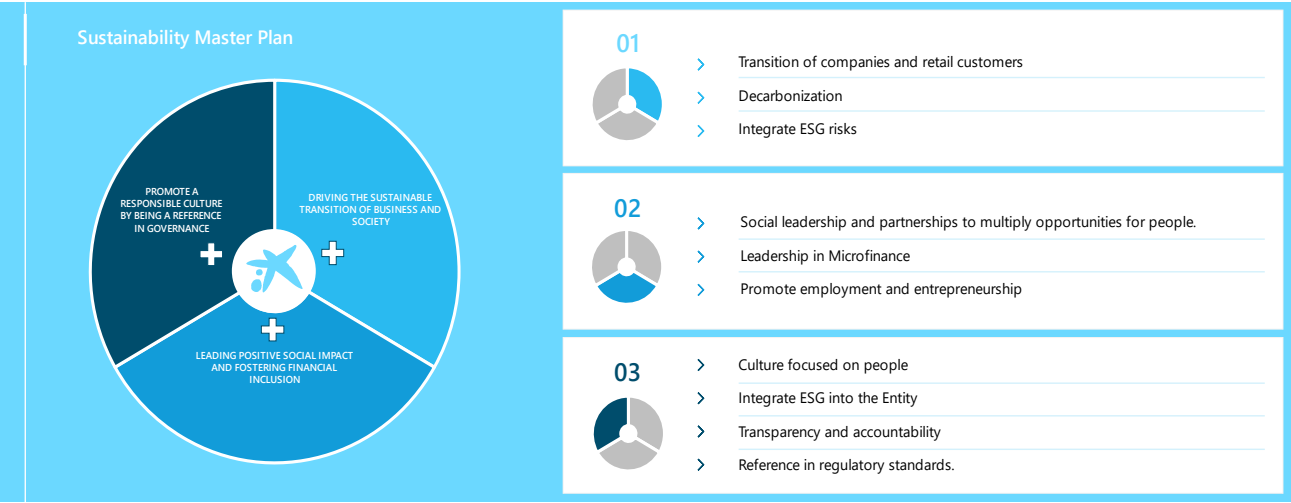 Sustainability Master Plan
PROMOTE A
RESPONSIBLE CULTURE
BY BEING A REFERENCE
IN GOVERNANCE
DRIVING THE SUSTAINABLE
TRANSITION OF BUSINESS AND
SOCIETY
LEADING POSITIVE SOCIAL IMPACT
AND FOSTERING FINANCIAL
INCLUSION
01
Transition of companies and retail customers
Decarbonization
Integrate ESG risks
02
Social leadership and partnerships to multiply opportunities for people.
Leadership in Microfinance
Promote employment and entrepreneurship
03
Culture focused on people
Integrate ESG into the Entity
Transparency and accountability
Reference in regulatory standards.